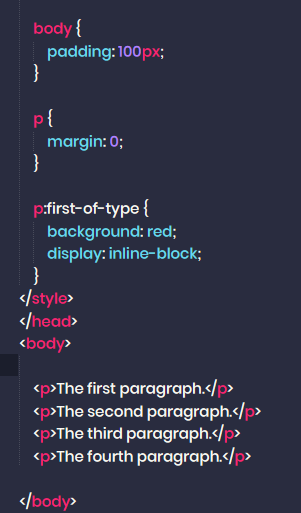 body {
padding: 100px;
}
p {
margin: 0;
}
p:first-of-type {
background: red;
display: inline-block;
}
</style>
</head>
<body>
<p>The first paragraph.</p>
<p>The second paragraph.</p>
<p>The third paragraph.</p>
<p>The fourth paragraph.</p>
</body>